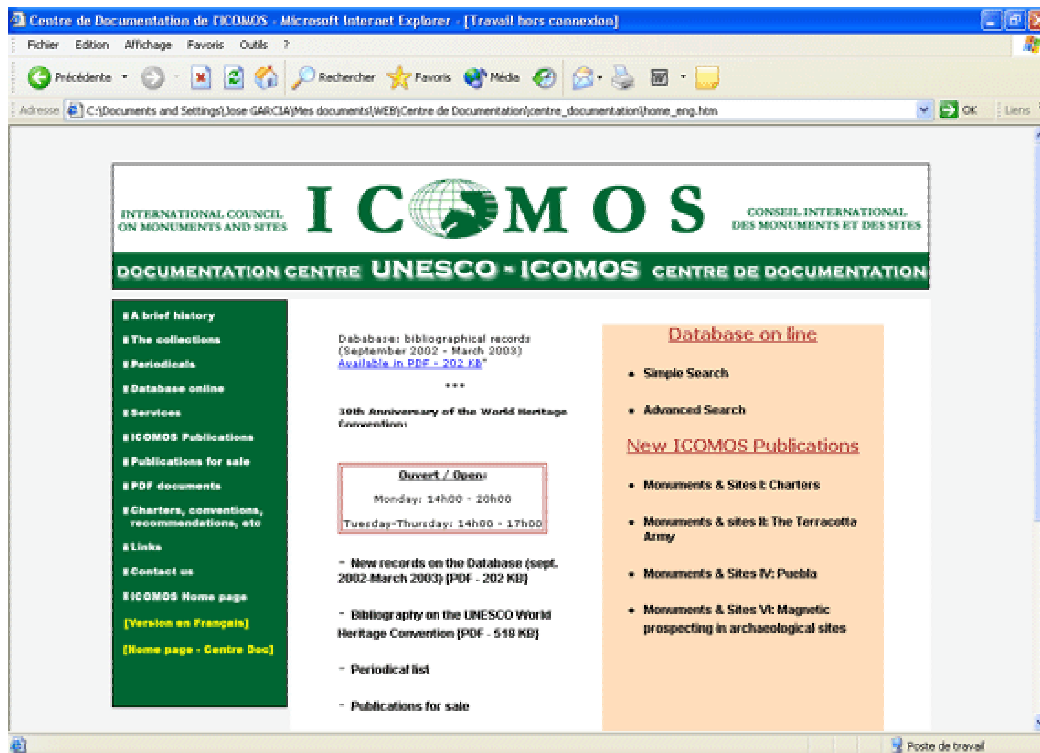 Centre de Documentation de l'ICOMOS - Microsoft Internet Explorer - [Travail hors connexion]
Fichier Edition Affichage Favoris Outils ?
Précédente Rechercher Favoris Média
Adresse C:\Documents and Settings\Jose GARCIA\Mes documents\WEB\Centre de Documentation\centre_documentation\home_eng.htm OK Liens
INTERNATIONAL COUNCIL
ON MONUMENTS AND SITES
ICOMOS
CONSEIL INTERNATIONAL
DES MONUMENTS ET DES SITES
DOCUMENTATION CENTRE UNESCO - ICOMOS CENTRE DE DOCUMENTATION
A brief history
The collections
Periodicals
Database online
Services
ICOMOS Publications
Publications for sale
PDF documents
Charters, conventions,
recommendations, etc
Links
Contact us
ICOMOS Home page
[Version en Français]
[Home page - Centre Doc]
Dababase: bibliographical records
(September 2002 - March 2003)
Available in PDF - 202 KB"
***
30th Anniversary of the World Heritage
Convention:
Ouvert / Open:
Monday: 14h00 - 20h00
Tuesday-Thursday: 14h00 - 17h00
- New records on the Database (sept.
2002-March 2003) (PDF - 202 KB)
- Bibliography on the UNESCO World
Heritage Convention (PDF - 518 KB)
- Periodical list
- Publications for sale
Database on line
• Simple Search
• Advanced Search
New ICOMOS Publications
• Monuments & Sites I: Charters
• Monuments & sites II: The Terracotta
Army
• Monuments & Sites IV: Puebla
• Monuments & Sites VI: Magnetic
prospecting in archaeological sites
Poste de travail